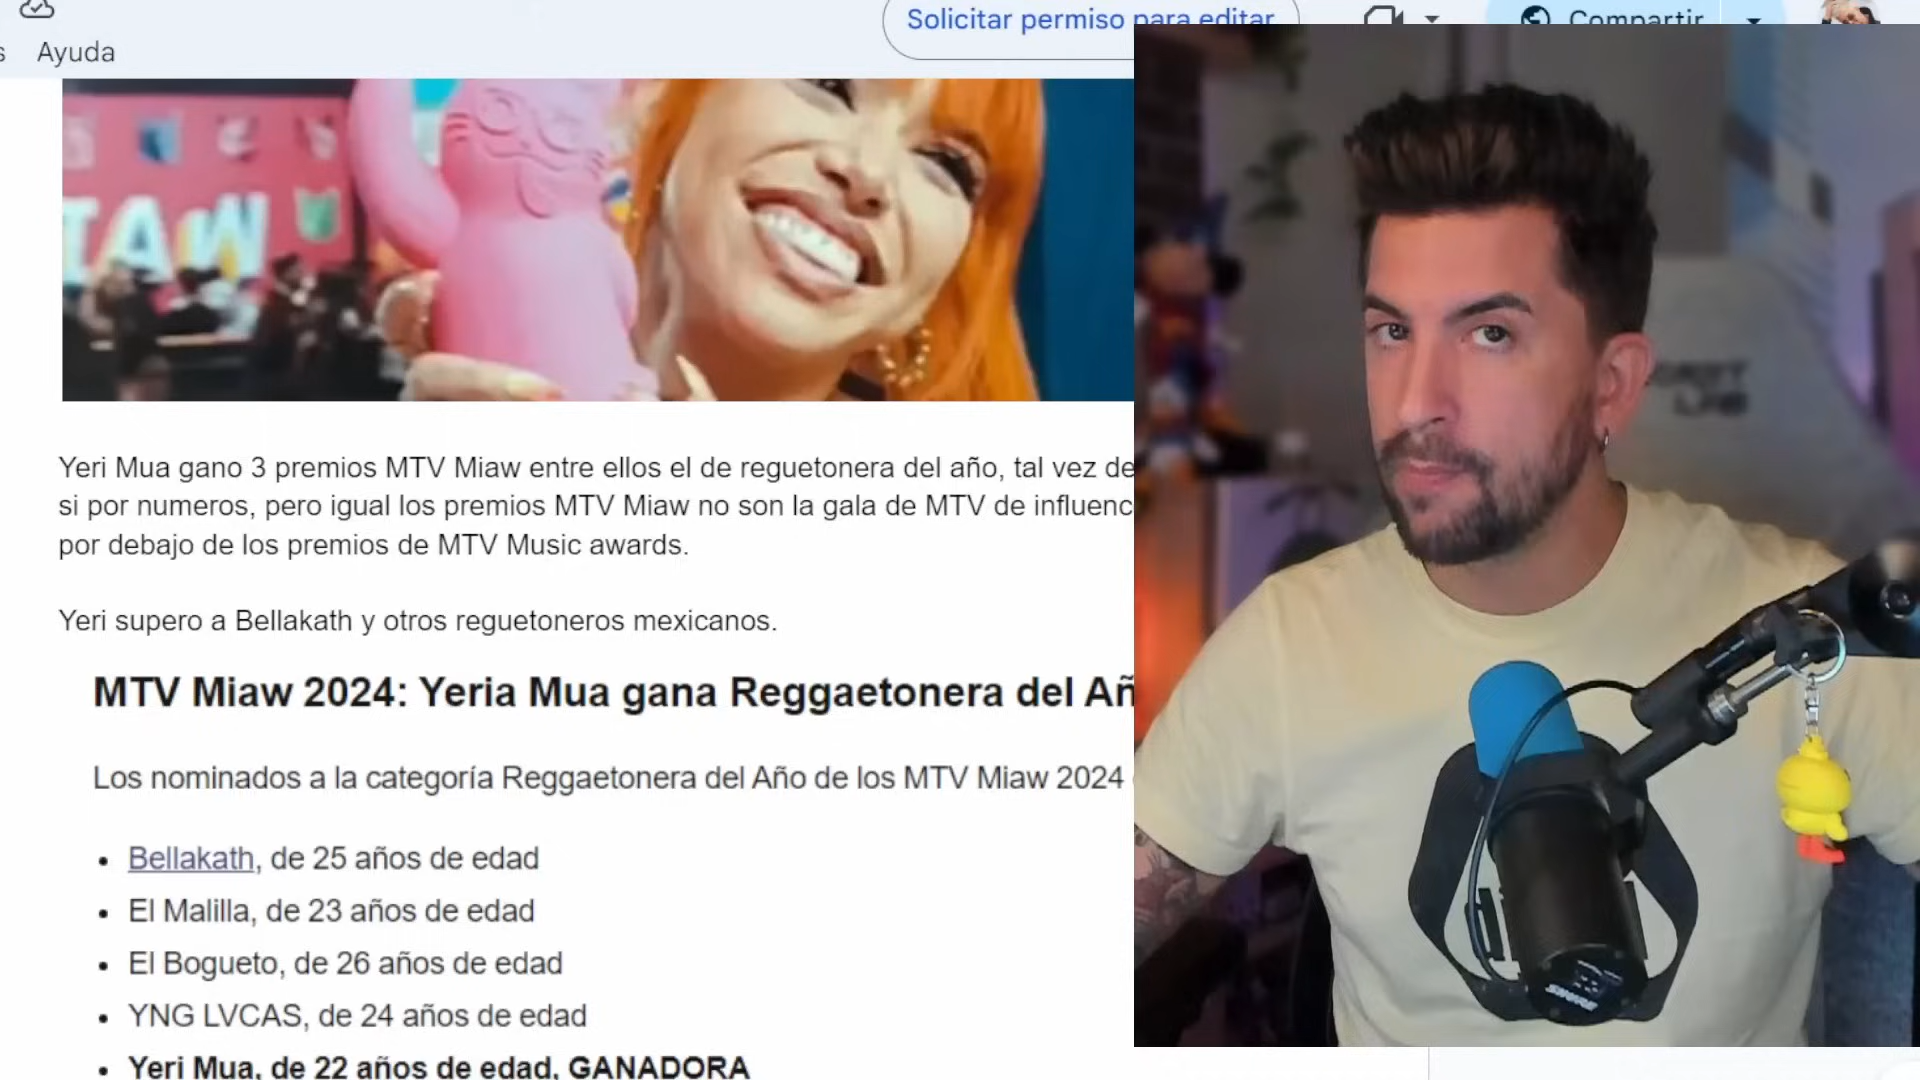 Solicitar permiso para editar
Compartir
Ayuda
MIAW
Yeri Mua gano 3 premios MTV Miaw entre ellos el de reguetonera del año, tal vez de
si por numeros, pero igual los premios MTV Miaw no son la gala de MTV de influenc
por debajo de los premios de MTV Music awards.
Yeri supero a Bellakath y otros reguetoneros mexicanos.
MTV Miaw 2024: Yeria Mua gana Reggaetonera del Añ
Los nominados a la categoría Reggaetonera del Año de los MTV Miaw 2024
Bellakath, de 25 años de edad
El Malilla, de 23 años de edad
El Bogueto, de 26 años de edad
YNG LVCAS, de 24 años de edad
Yeri Mua, de 22 años de edad, GANADORA
SHURE